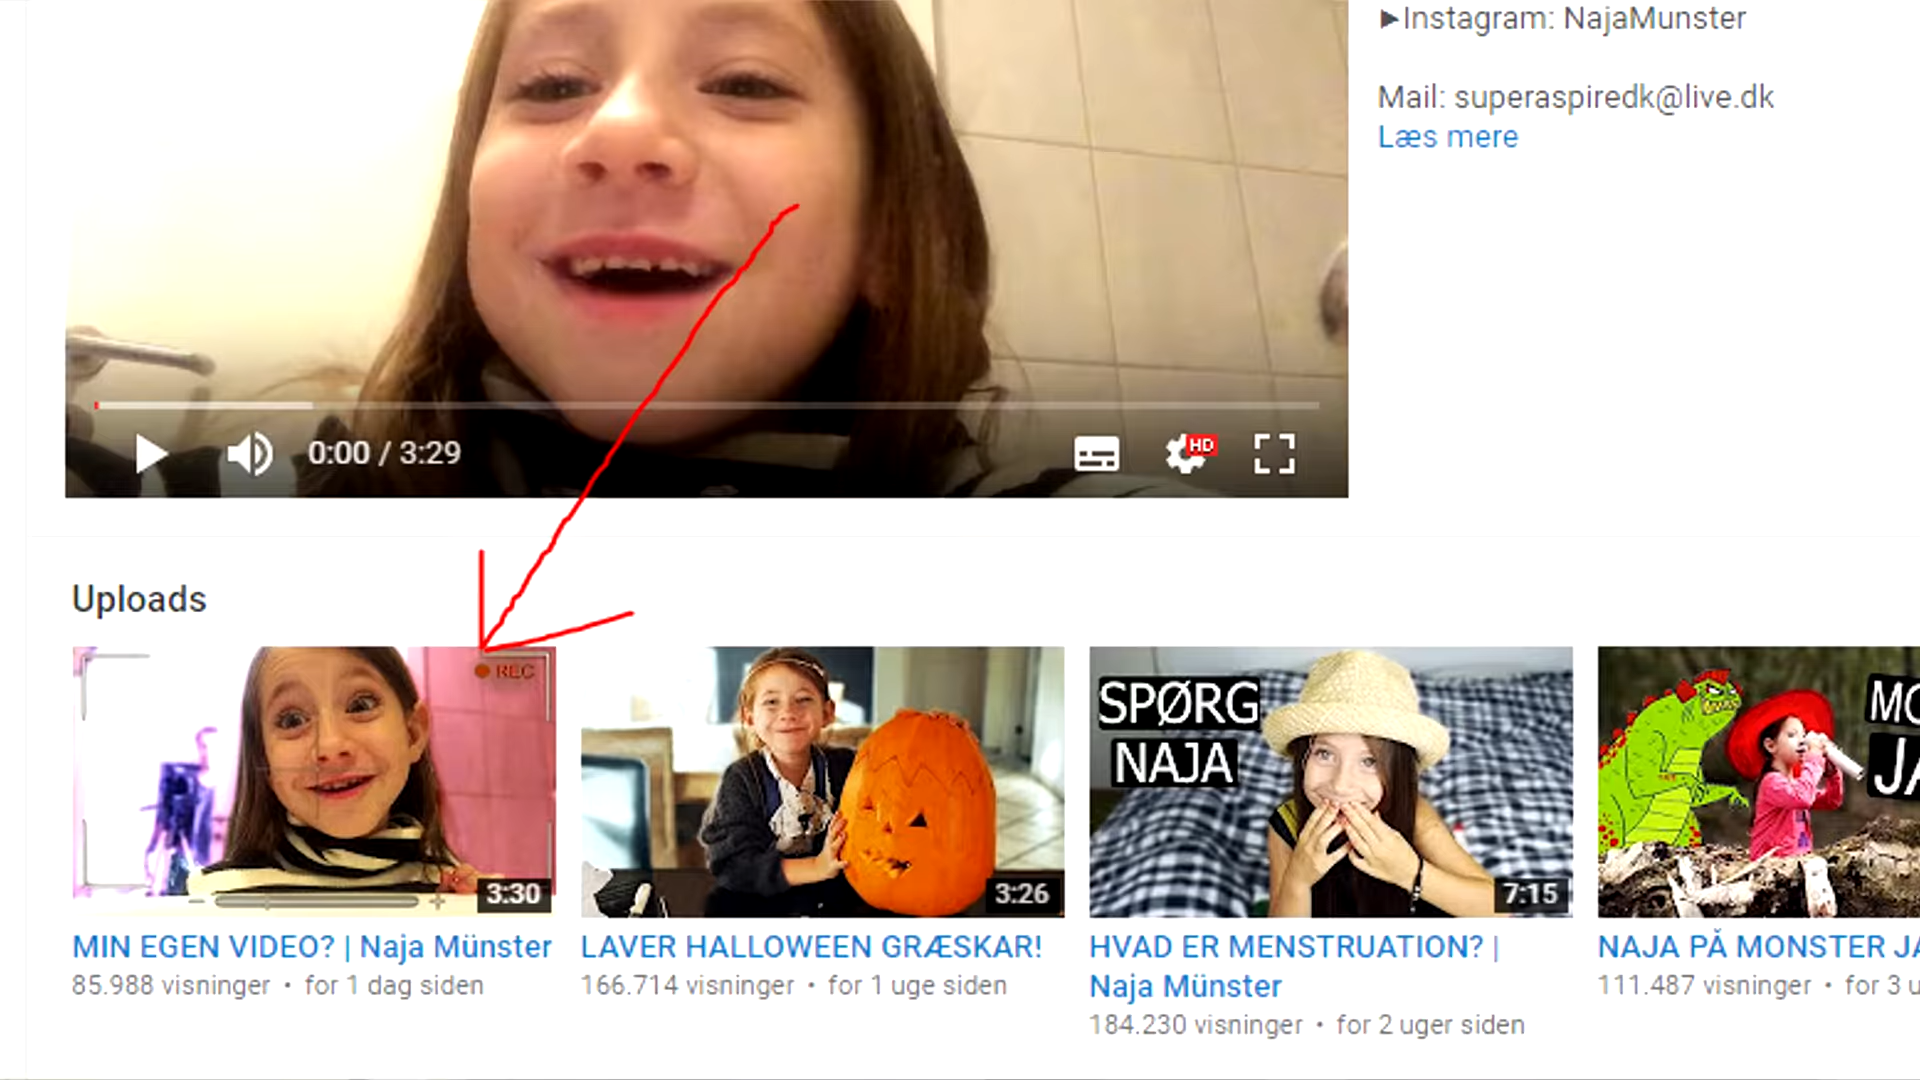 ►Instagram: NajaMunster
Mail: superaspiredk@live.dk
Læs mere
0:00 / 3:29
HD
Uploads
REC
3:30
3:26
SPØRG
NAJA
7:15
MIN EGEN VIDEO? | Naja Münster
85.988 visninger • for 1 dag siden
LAVER HALLOWEEN GRÆSKAR!
166.714 visninger • for 1 uge siden
HVAD ER MENSTRUATION? |
Naja Münster
184.230 visninger • for 2 uger siden
NAJA PÅ MONSTER JA
111.487 visninger • for 3 u